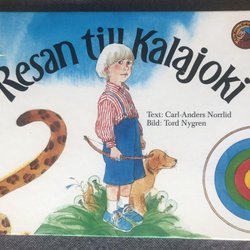 Resan till Kalajoki
Text: Carl-Anders Norrlid
Bild: Tord Nygren